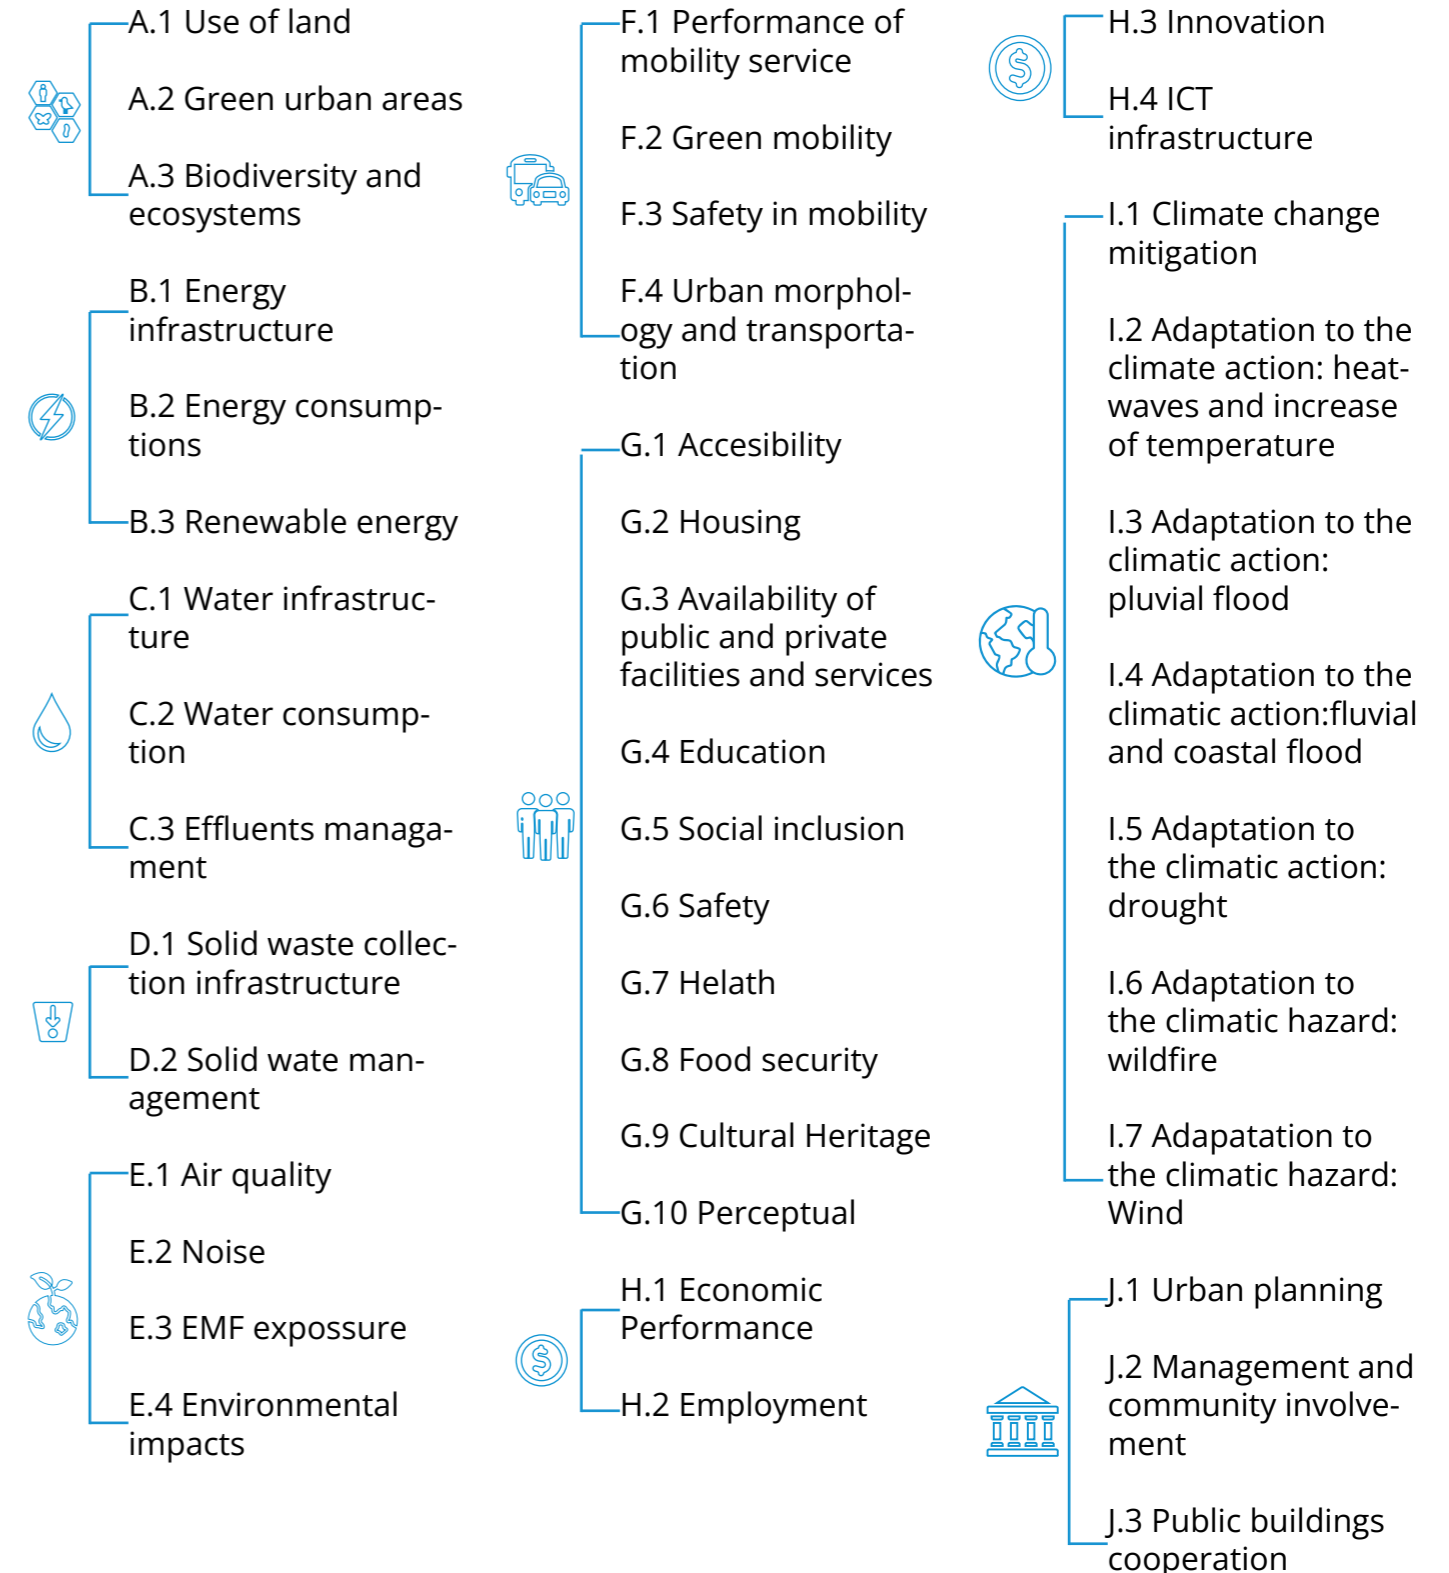 A.1 Use of land
A.2 Green urban areas
A.3 Biodiversity and
ecosystems
B.1 Energy
infrastructure
B.2 Energy consump-
tions
B.3 Renewable energy
C.1 Water infrastruc-
ture
C.2 Water consump-
tion
C.3 Effluents managa-
ment
D.1 Solid waste collec-
tion infrastructure
D.2 Solid wate man-
agement
E.1 Air quality
E.2 Noise
E.3 EMF expossure
E.4 Environmental
impacts
F.1 Performance of
mobility service
F.2 Green mobility
F.3 Safety in mobility
F.4 Urban morphol-
ogy and transporta-
tion
G.1 Accesibility
G.2 Housing
G.3 Availability of
public and private
facilities and services
G.4 Education
G.5 Social inclusion
G.6 Safety
G.7 Helath
G.8 Food security
G.9 Cultural Heritage
G.10 Perceptual
H.1 Economic
Performance
H.2 Employment
H.3 Innovation
H.4 ICT
infrastructure
I.1 Climate change
mitigation
I.2 Adaptation to the
climate action: heat-
waves and increase
of temperature
I.3 Adaptation to the
climatic action:
pluvial flood
I.4 Adaptation to the
climatic action:fluvial
and coastal flood
I.5 Adaptation to
the climatic action:
drought
I.6 Adaptation to
the climatic hazard:
wildfire
I.7 Adapatation to
the climatic hazard:
Wind
J.1 Urban planning
J.2 Management and
community involve-
ment
J.3 Public buildings
cooperation